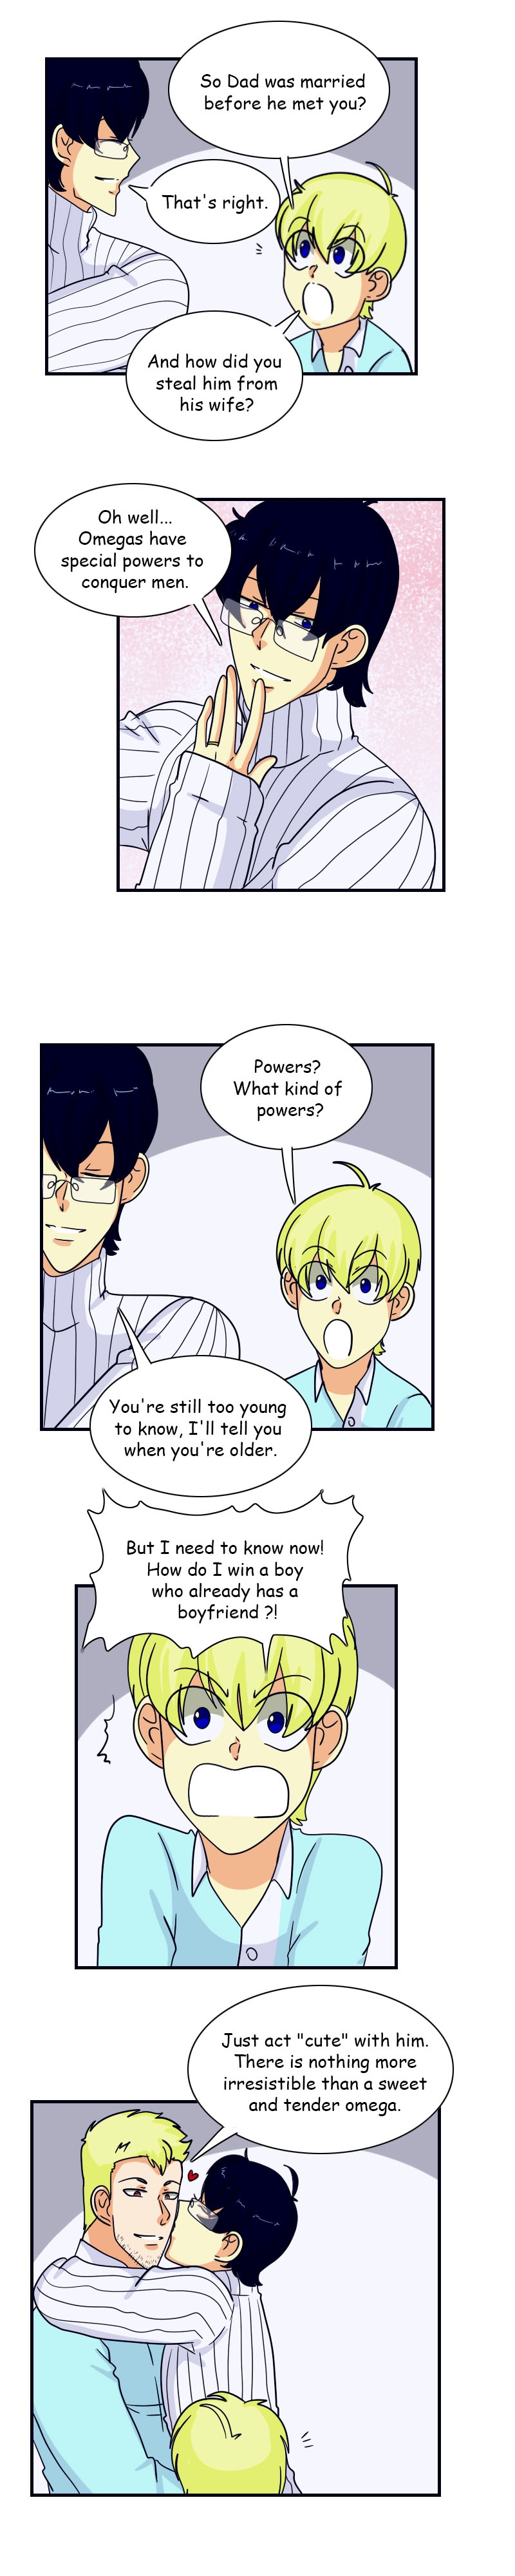 So Dad was married
before he met you?
That's right.
And how did you
steal him from
his wife?
Oh well...
Omegas have
special powers to
conquer men.
Powers?
What kind of
powers?
You're still too young
to know, I'll tell you
when you're older.
But I need to know now!
How do I win a boy
who already has a
boyfriend ?!
Just act "cute" with him.
There is nothing more
irresistible than a sweet
and tender omega.